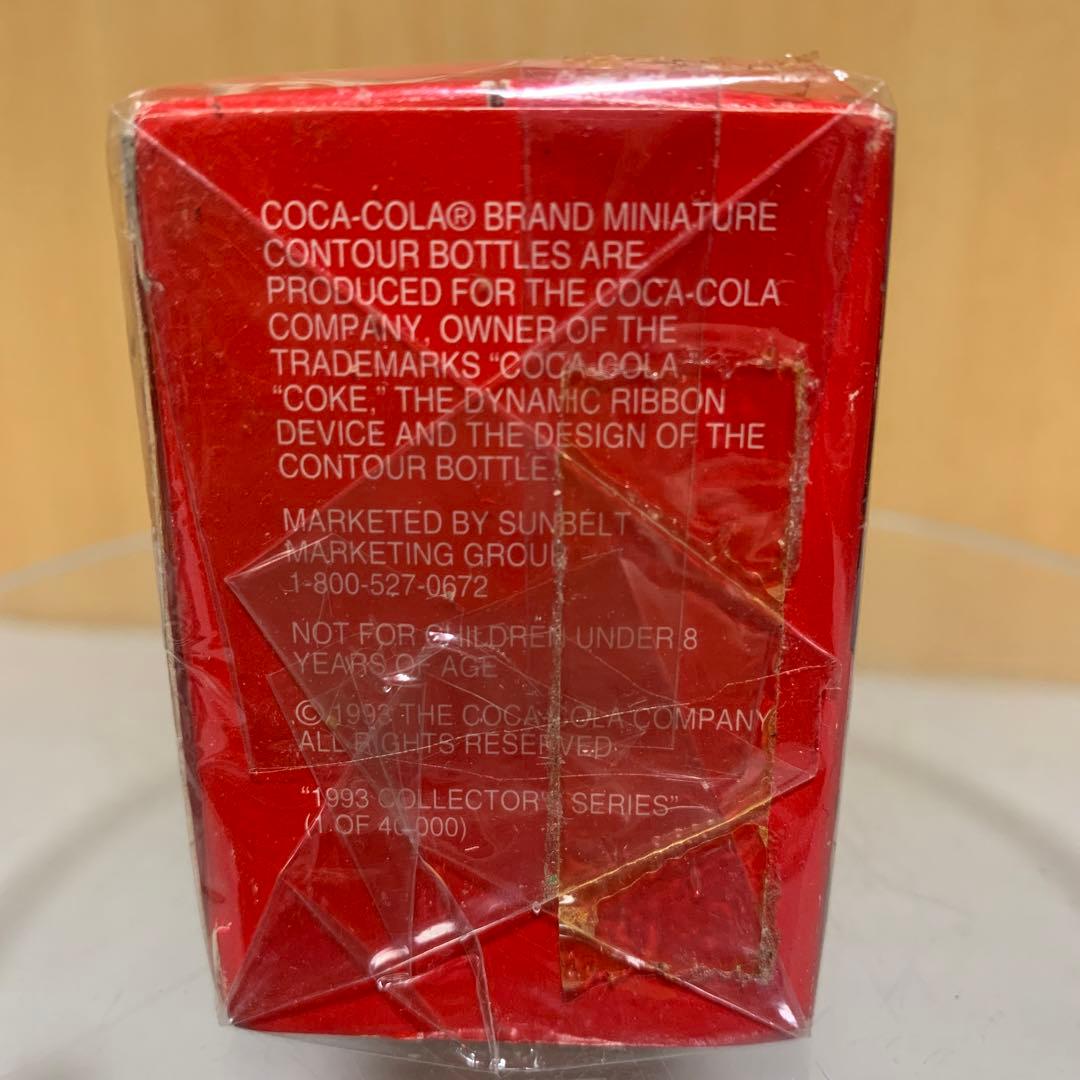 COCA-COLA® BRAND MINIATURE
CONTOUR BOTTLES ARE
PRODUCED FOR THE COCA-COLA
COMPANY, OWNER OF THE
TRADEMARKS “COCA-COLA,”
“COKE,” THE DYNAMIC RIBBON
DEVICE AND THE DESIGN OF THE
CONTOUR BOTTLE.
MARKETED BY SUNBELT
MARKETING GROUP
1-800-527-0672
NOT FOR CHILDREN UNDER 8
YEARS OF AGE
© 1993 THE COCA-COLA COMPANY
ALL RIGHTS RESERVED.
“1993 COLLECTOR'S SERIES”
(1 OF 40,000)